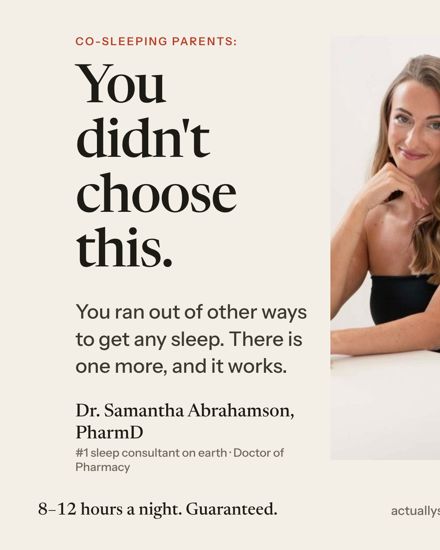 CO-SLEEPING PARENTS:
You
didn't
choose
this.
You ran out of other ways
to get any sleep. There is
one more, and it works.
Dr. Samantha Abrahamson,
PharmD
#1 sleep consultant on earth · Doctor of
Pharmacy
8–12 hours a night. Guaranteed.
actuallys